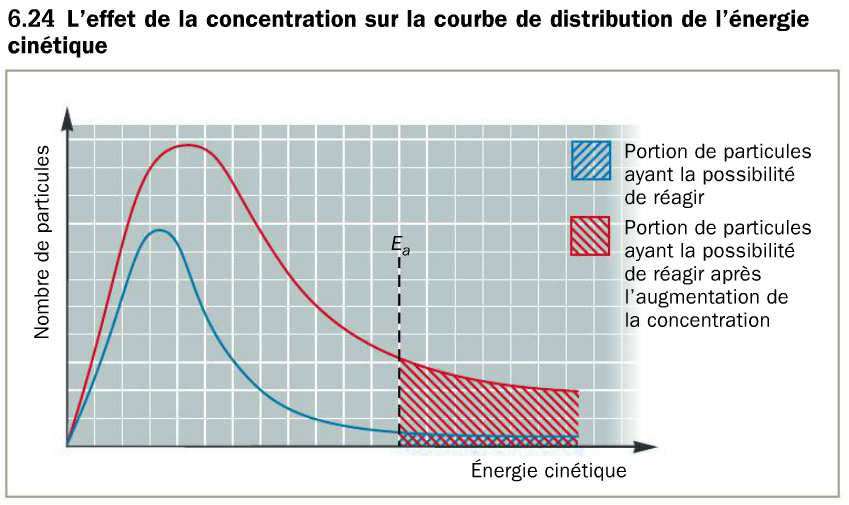 6.24 L’effet de la concentration sur la courbe de distribution de l’énergie
cinétique
Nombre de particules
Portion de particules
ayant la possibilité
de réagir
Portion de particules
ayant la possibilité
de réagir après
l’augmentation de
la concentration
Ea
Énergie cinétique